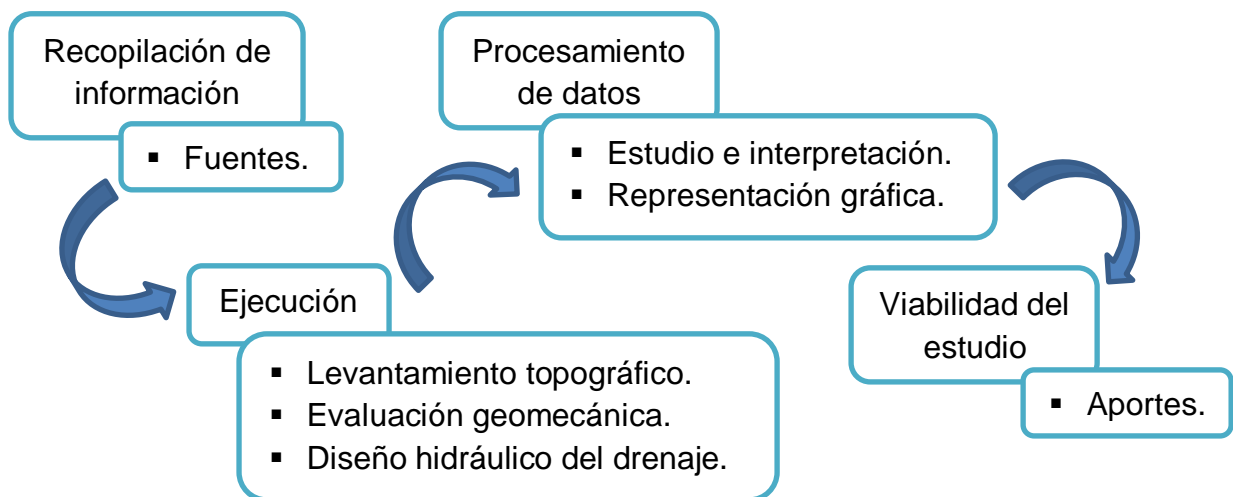 Recopilación de
información
▪ Fuentes.
Ejecución
▪ Levantamiento topográfico.
▪ Evaluación geomecánica.
▪ Diseño hidráulico del drenaje.
Procesamiento
de datos
▪ Estudio e interpretación.
▪ Representación gráfica.
Viabilidad del
estudio
▪ Aportes.